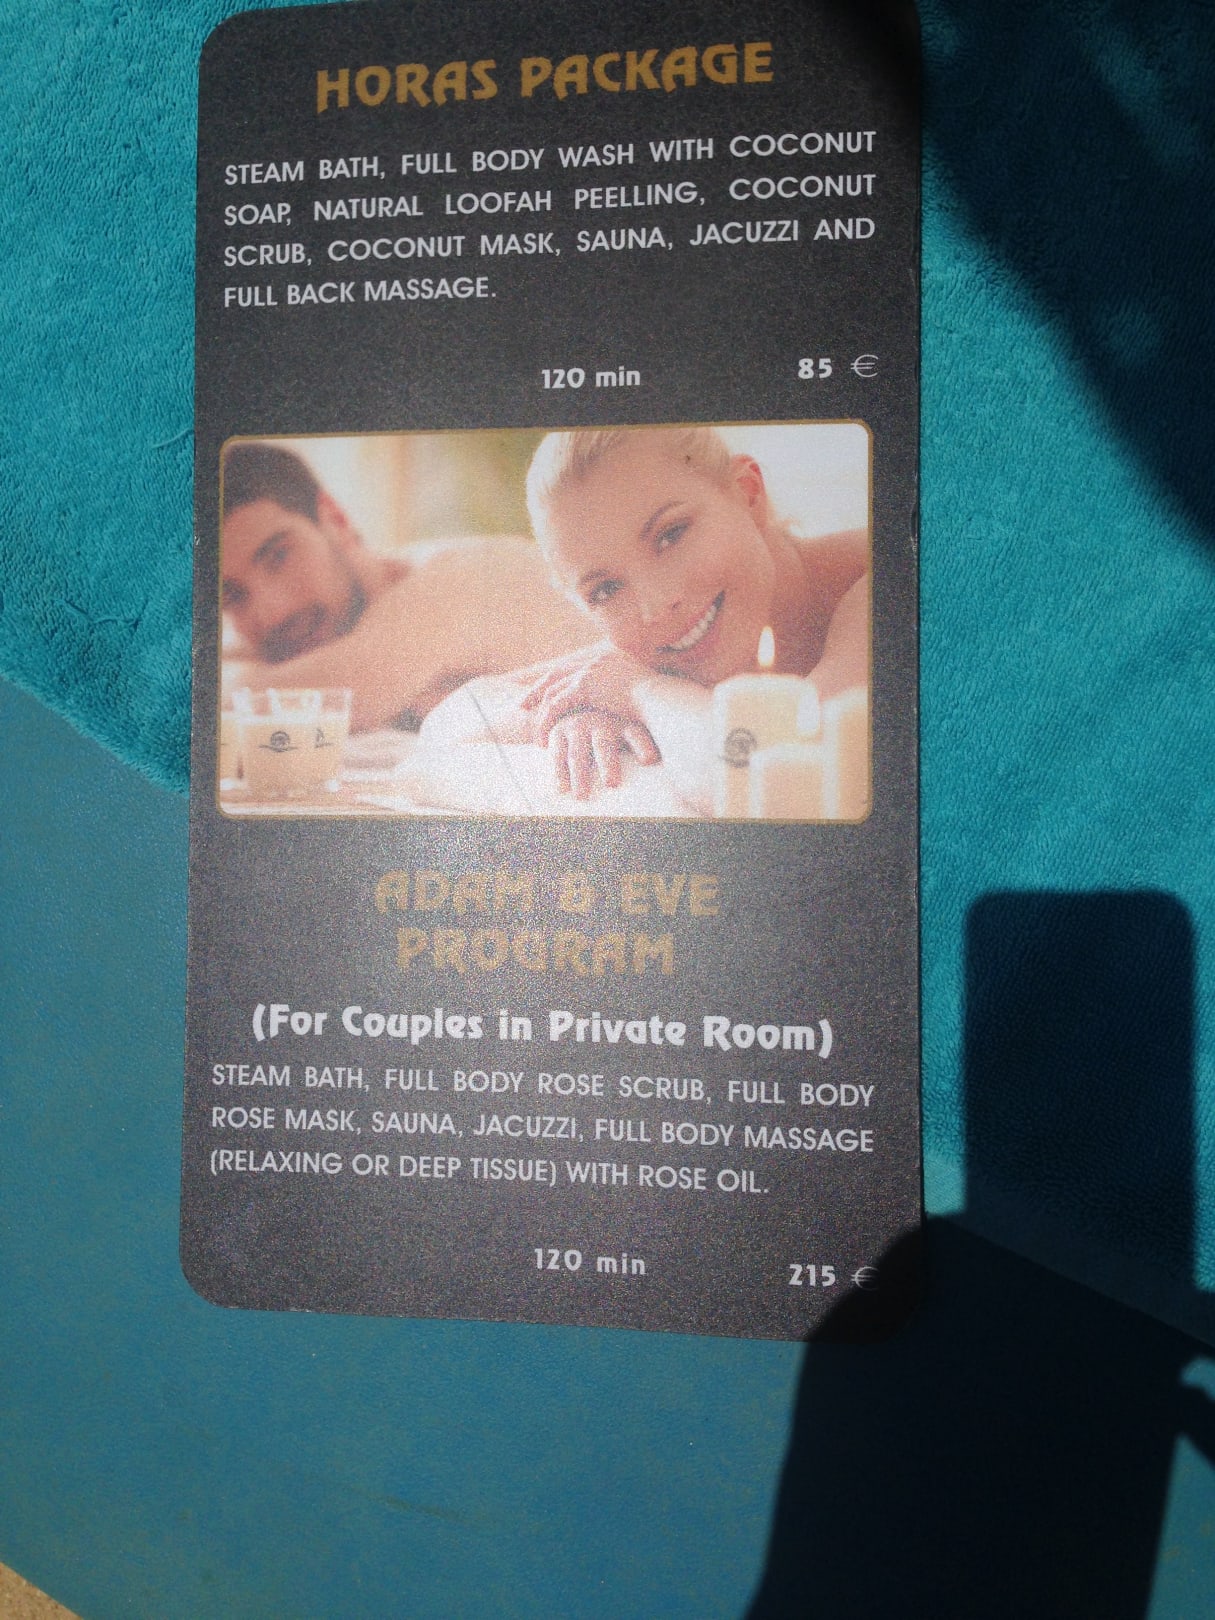 HORAS PACKAGE
STEAM BATH, FULL BODY WASH WITH COCONUT
SOAP, NATURAL LOOFAH PEELLING, COCONUT
SCRUB, COCONUT MASK, SAUNA, JACUZZI AND
FULL BACK MASSAGE.
120 min 85 €
ADAM & EVE
PROGRAM
(For Couples in Private Room)
STEAM BATH, FULL BODY ROSE SCRUB, FULL BODY
ROSE MASK, SAUNA, JACUZZI, FULL BODY MASSAGE
(RELAXING OR DEEP TISSUE) WITH ROSE OIL.
120 min 215 €